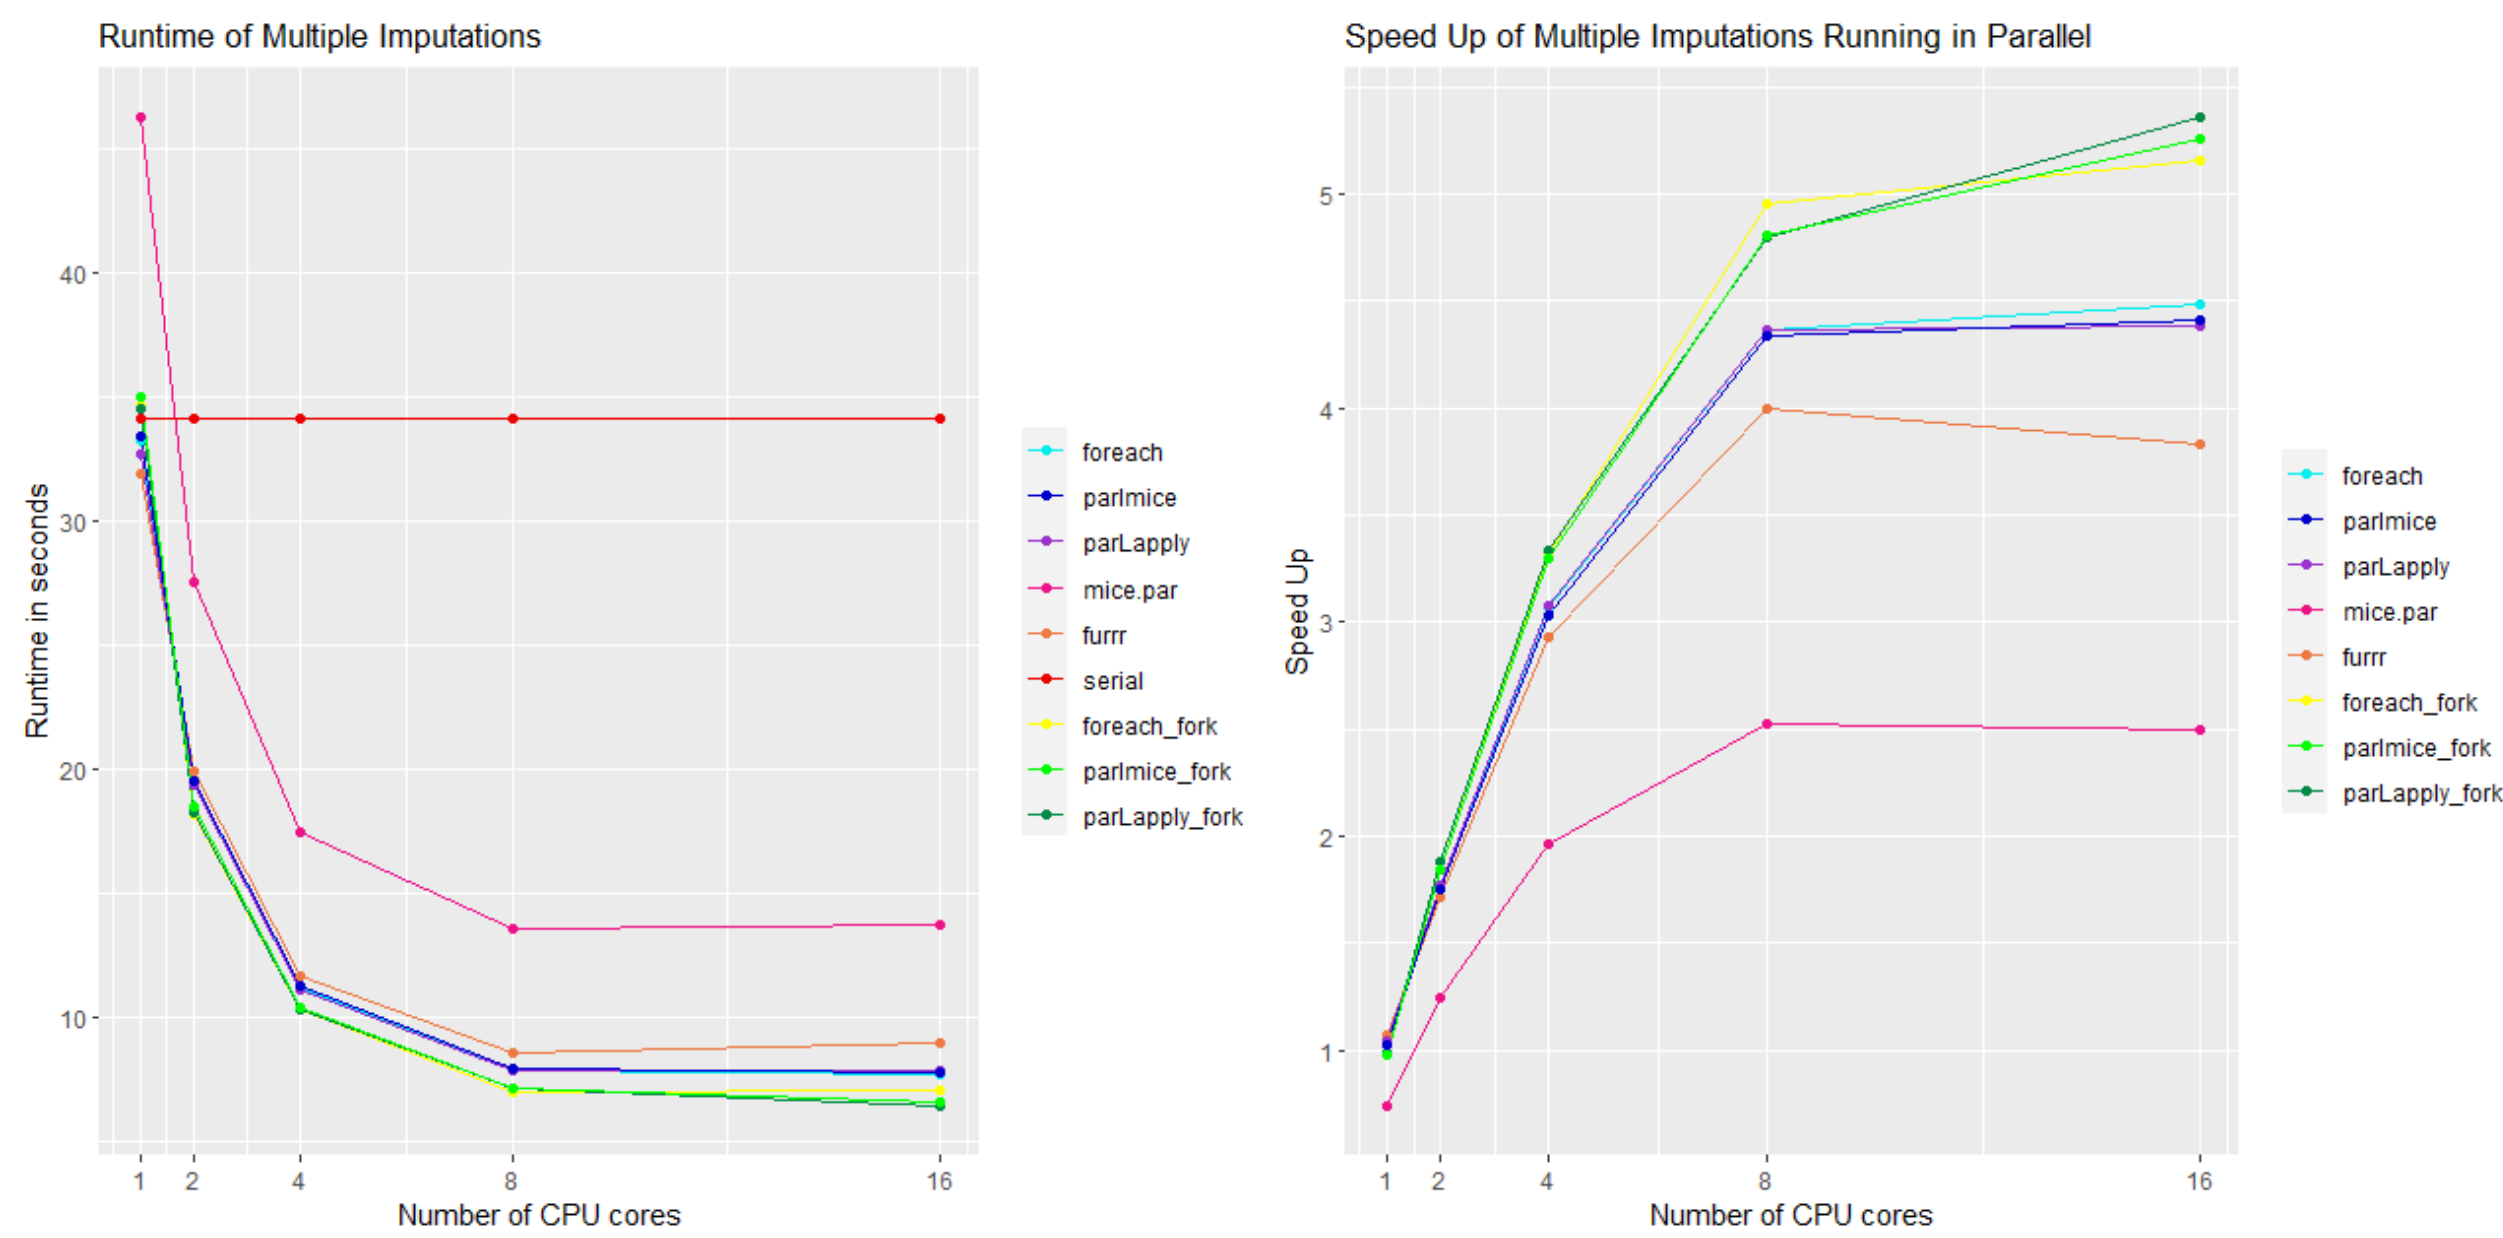 Runtime of Multiple Imputations
Runtime in seconds
40
30
20
10
1 2 4 8 16
Number of CPU cores
foreach
parlmice
parLapply
mice.par
furrr
serial
foreach_fork
parlmice_fork
parLapply_fork
Speed Up of Multiple Imputations Running in Parallel
Speed Up
5
4
3
2
1
1 2 4 8 16
Number of CPU cores
foreach
parlmice
parLapply
mice.par
furrr
foreach_fork
parlmice_fork
parLapply_fork